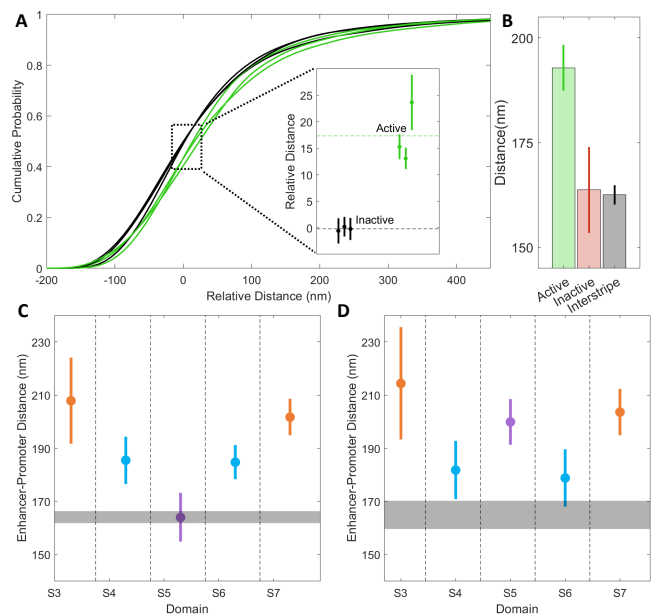 A
Cumulative Probability
1
0.8
0.6
0.4
0.2
0
-200
-100
0
100
200
300
400
Relative Distance (nm)
Relative Distance
25
20
15
10
5
0
Active
Inactive
B
Distance(nm)
200
175
150
Active
Inactive
Interstripe
C
Enhancer-Promoter Distance (nm)
230
210
190
170
150
S3
S4
S5
S6
S7
Domain
D
Enhancer-Promoter Distance (nm)
230
210
190
170
150
S3
S4
S5
S6
S7
Domain